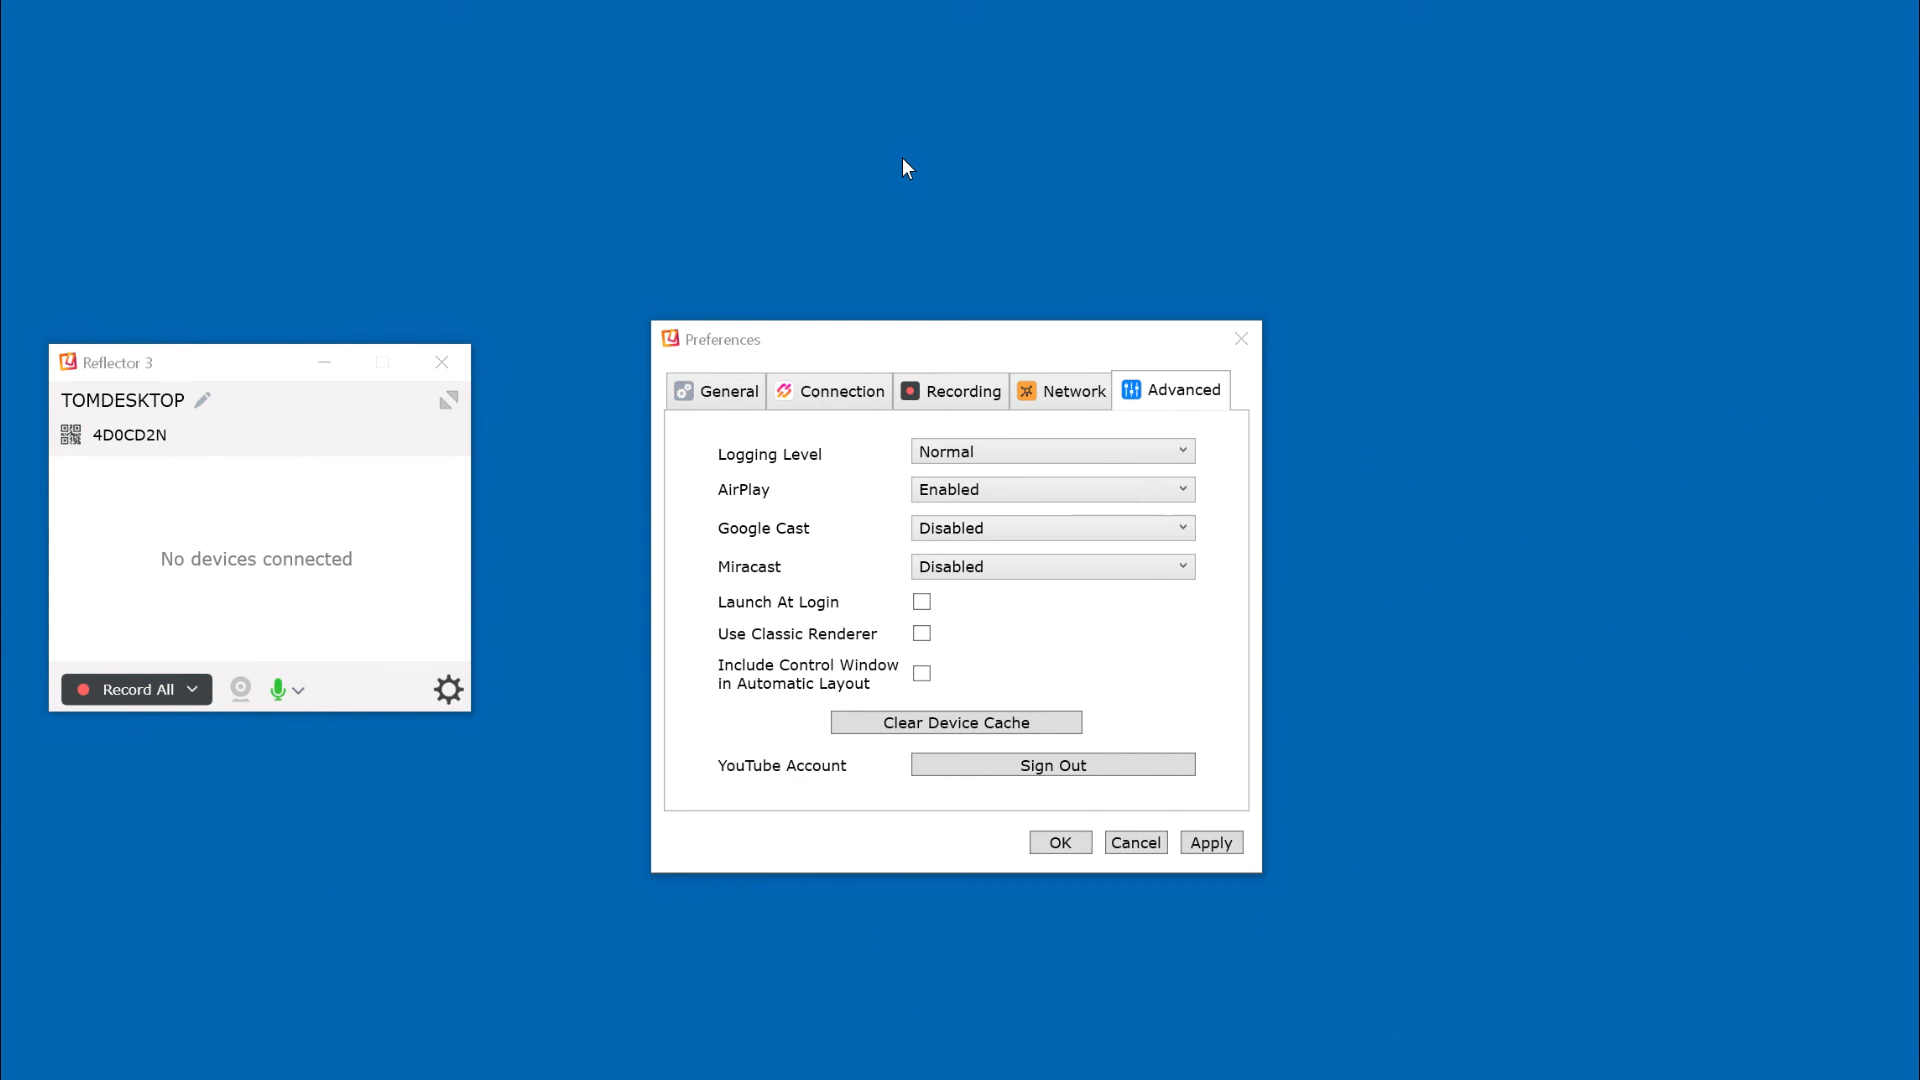 Reflector 3
TOMDESKTOP
4D0CD2N
No devices connected
Record All
Preferences
General
Connection
Recording
Network
Advanced
Logging Level
Normal
AirPlay
Enabled
Google Cast
Disabled
Miracast
Disabled
Launch At Login
Use Classic Renderer
Include Control Window
in Automatic Layout
Clear Device Cache
YouTube Account
Sign Out
OK
Cancel
Apply